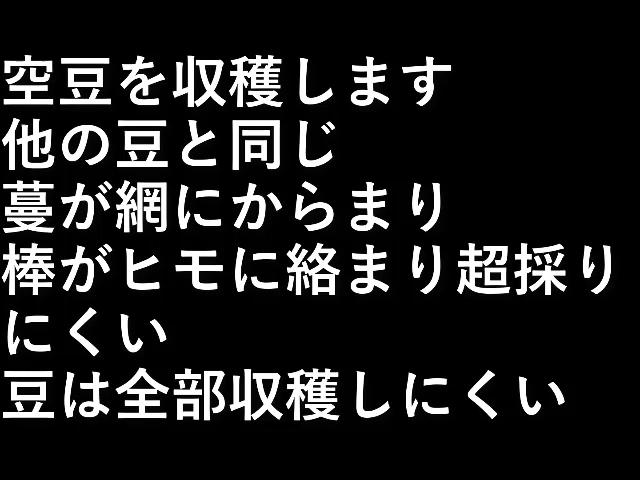 空豆を収穫します
他の豆と同じ
蔓が網にからまり
棒がヒモに絡まり超採り
にくい
豆は全部収穫しにくい